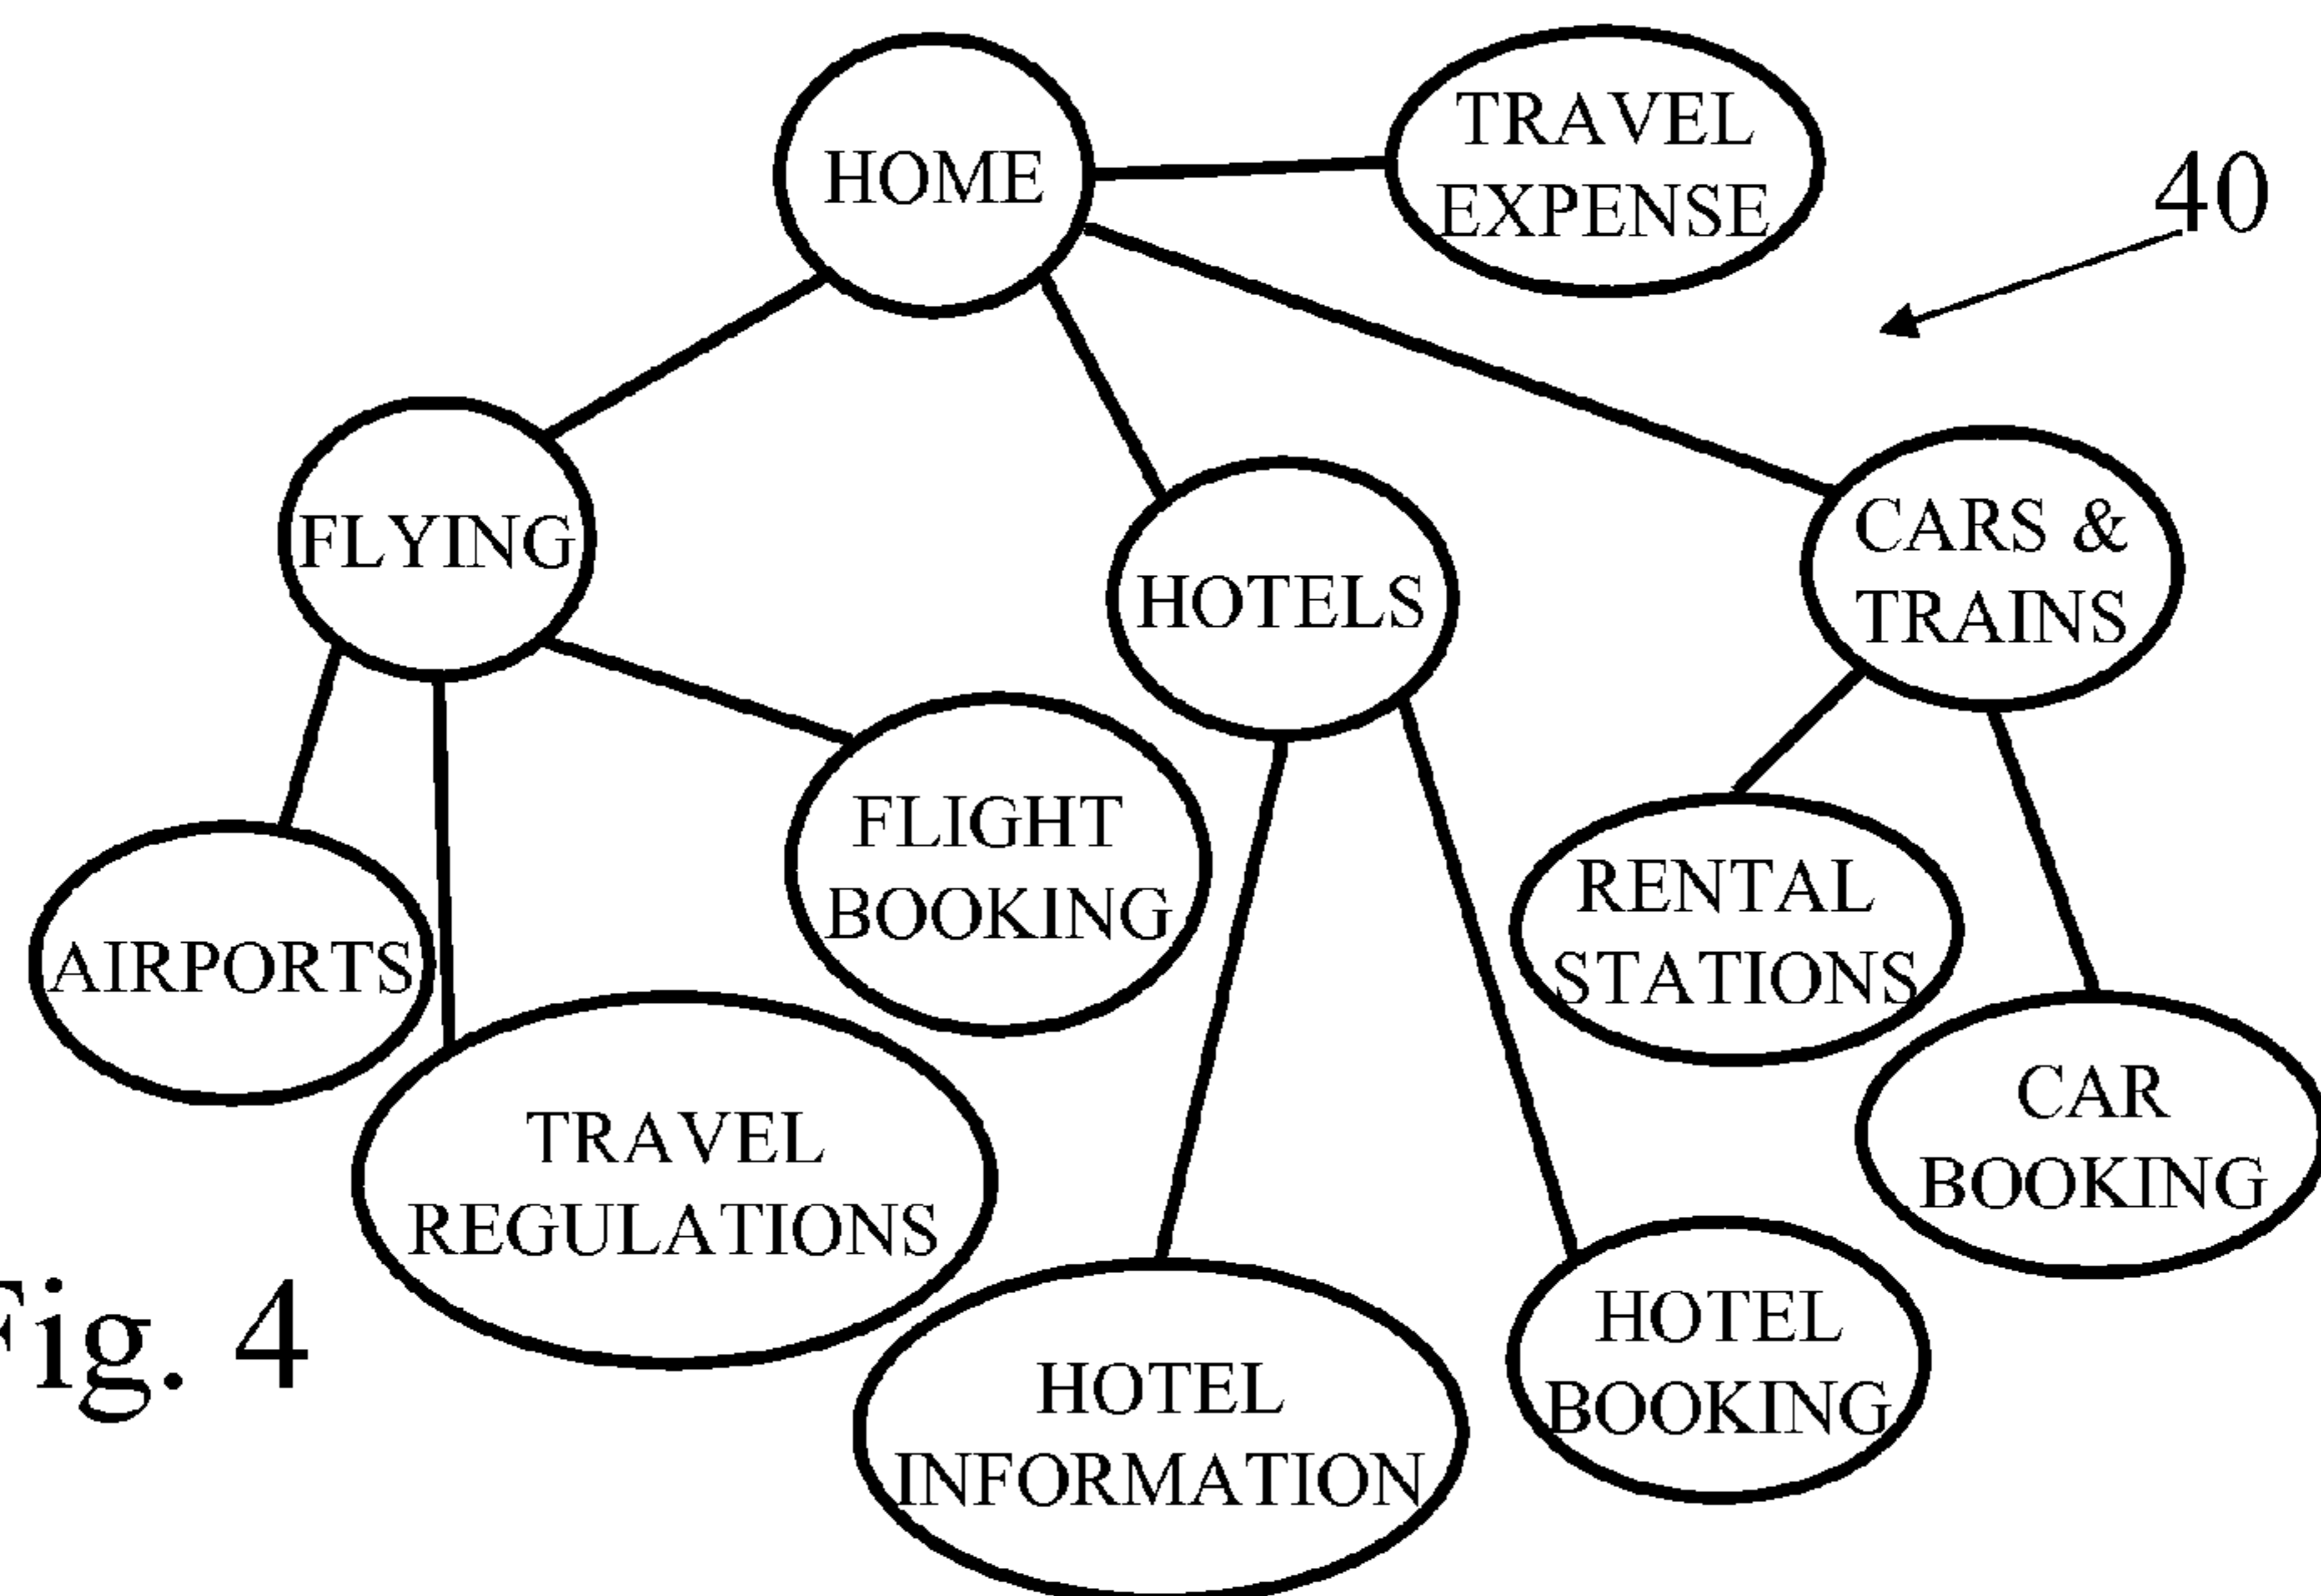 HOME
TRAVEL
EXPENSE
40
FLYING
HOTELS
CARS &
TRAINS
AIRPORTS
FLIGHT
BOOKING
RENTAL
STATIONS
TRAVEL
REGULATIONS
CAR
BOOKING
HOTEL
INFORMATION
HOTEL
BOOKING
Fig. 4